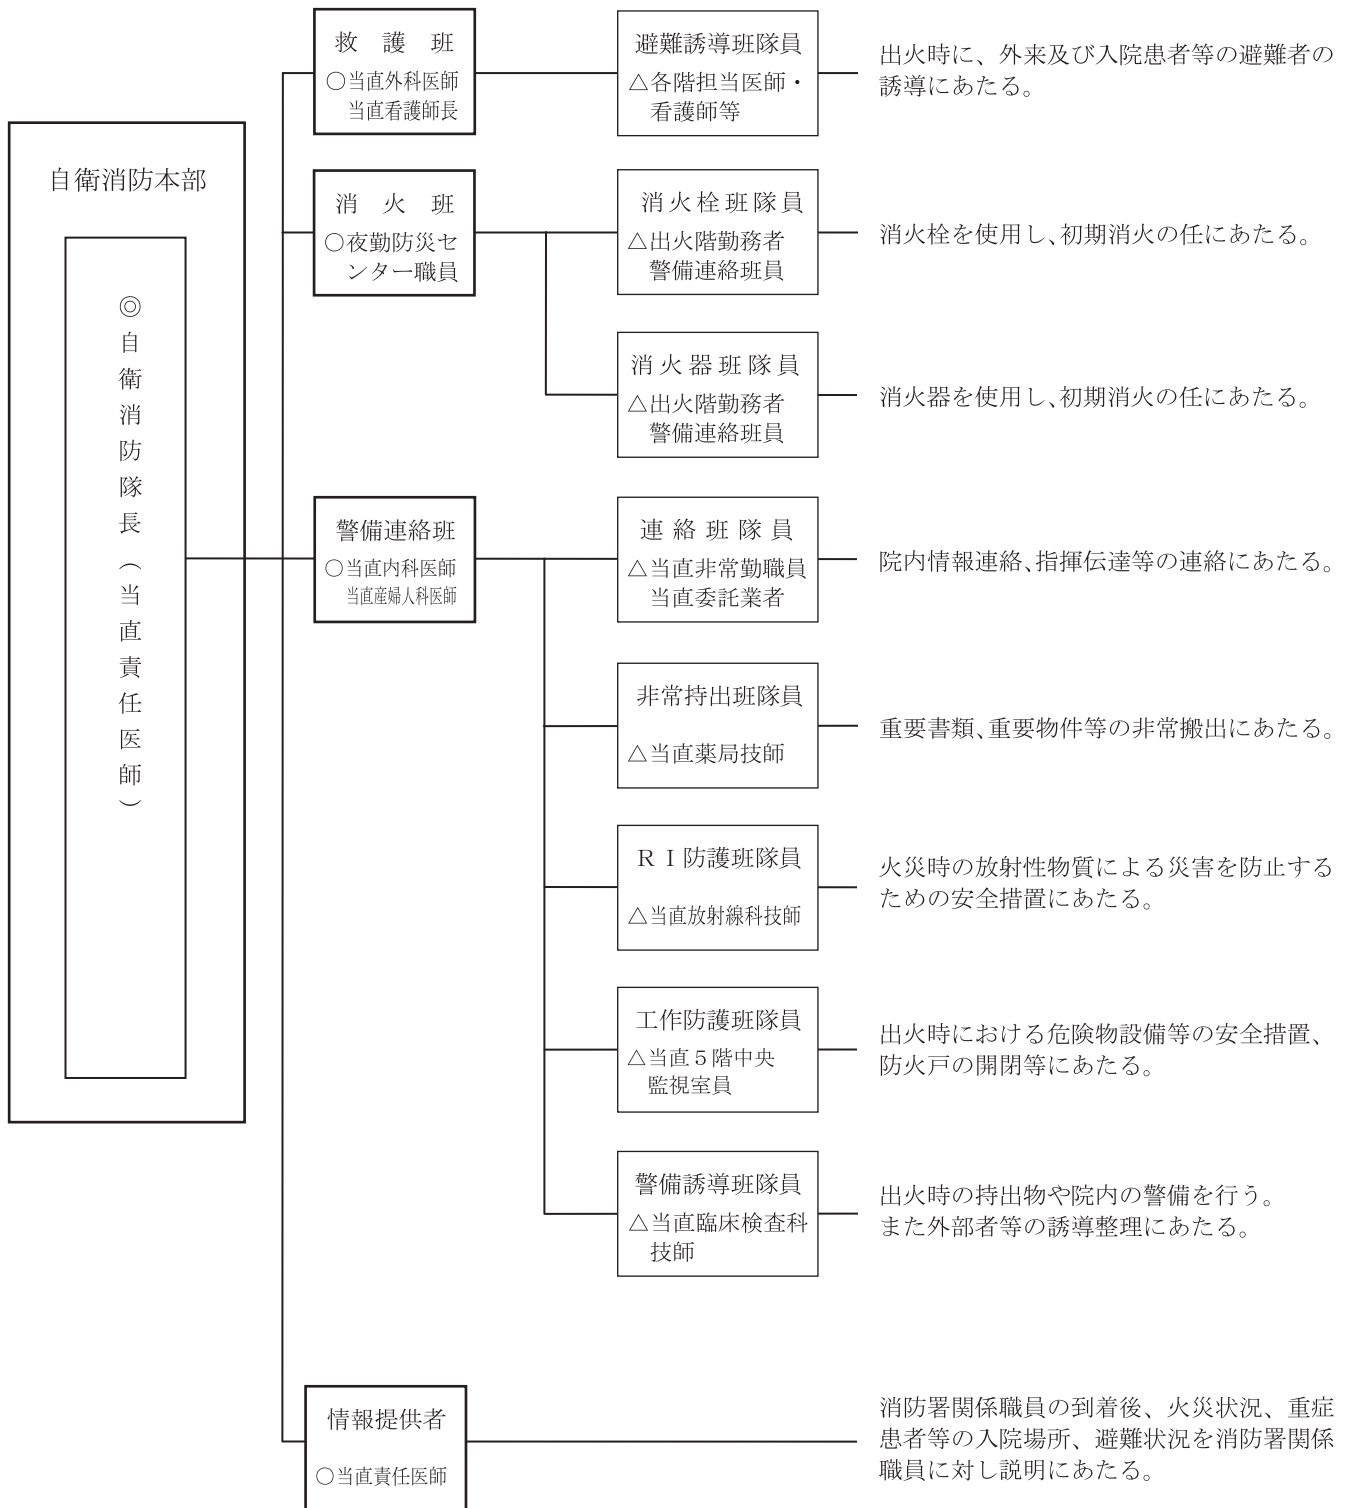 自衛消防本部
◎自衛消防隊長（当直責任医師）
救護班
○当直外科医師
当直看護師長
避難誘導班隊員
△各階担当医師・
看護師等
出火時に、外来及び入院患者等の避難者の
誘導にあたる。
消火班
○夜勤防災セ
ンター職員
消火栓班隊員
△出火階勤務者
警備連絡班員
消火栓を使用し、初期消火の任にあたる。
消火器班隊員
△出火階勤務者
警備連絡班員
消火器を使用し、初期消火の任にあたる。
警備連絡班
○当直内科医師
当直産婦人科医師
連絡班隊員
△当直非常勤職員
当直委託業者
院内情報連絡、指揮伝達等の連絡にあたる。
非常持出班隊員
△当直薬局技師
重要書類、重要物件等の非常搬出にあたる。
ＲＩ防護班隊員
△当直放射線科技師
火災時の放射性物質による災害を防止する
ための安全措置にあたる。
工作防護班隊員
△当直５階中央
監視室員
出火時における危険物設備等の安全措置、
防火戸の開閉等にあたる。
警備誘導班隊員
△当直臨床検査科
技師
出火時の持出物や院内の警備を行う。
また外部者等の誘導整理にあたる。
情報提供者
○当直責任医師
消防署関係職員の到着後、火災状況、重症
患者等の入院場所、避難状況を消防署関係
職員に対し説明にあたる。